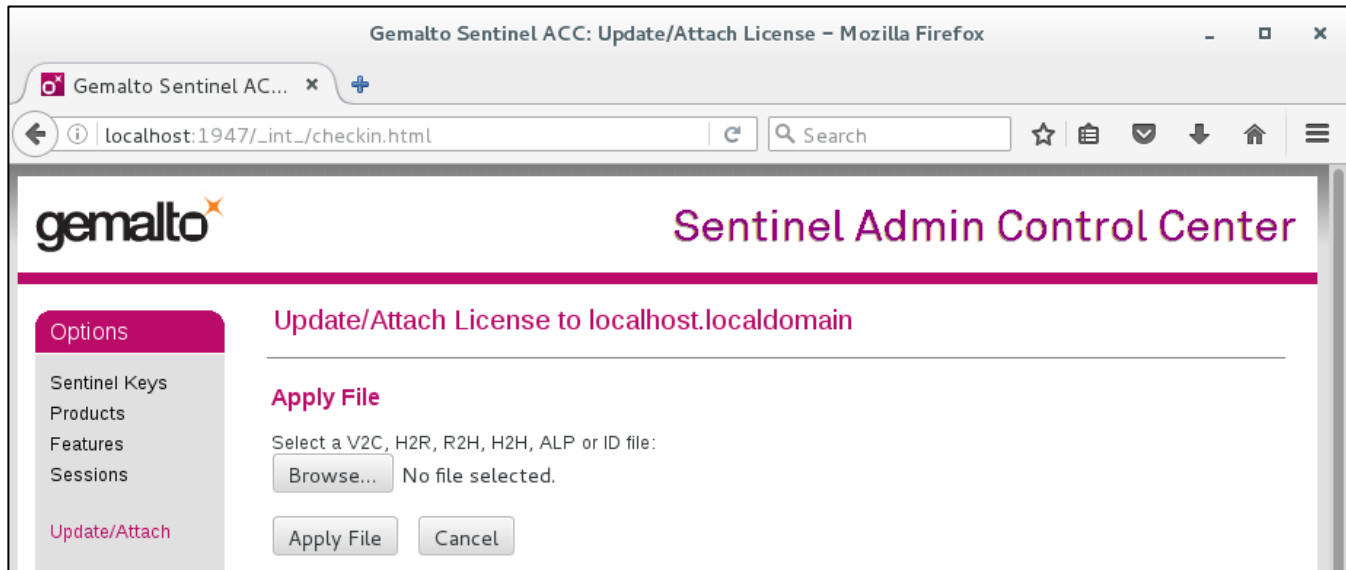 Gemalto Sentinel ACC: Update/Attach License – Mozilla Firefox
Gemalto Sentinel AC...
localhost:1947/_int_/checkin.html
Search
gemalto
Sentinel Admin Control Center
Options
Update/Attach License to localhost.localdomain
Sentinel Keys
Products
Features
Sessions
Update/Attach
Apply File
Select a V2C, H2R, R2H, H2H, ALP or ID file:
Browse... No file selected.
Apply File Cancel